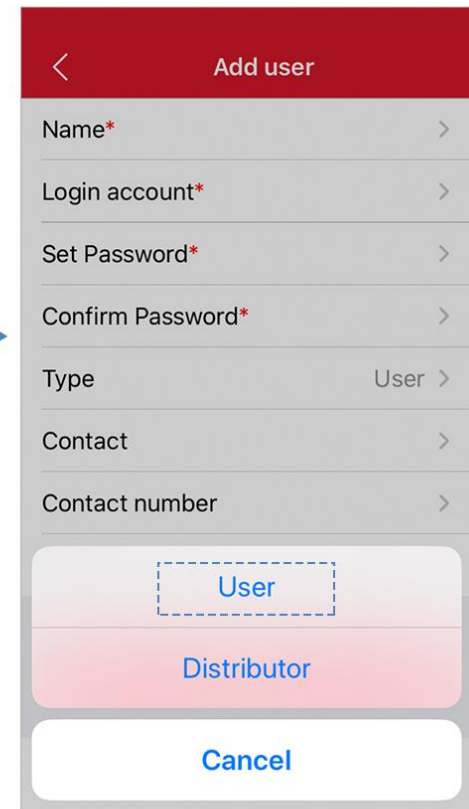 Add user
Name*
Login account*
Set Password*
Confirm Password*
Type User
Contact
Contact number
User
Distributor
Cancel